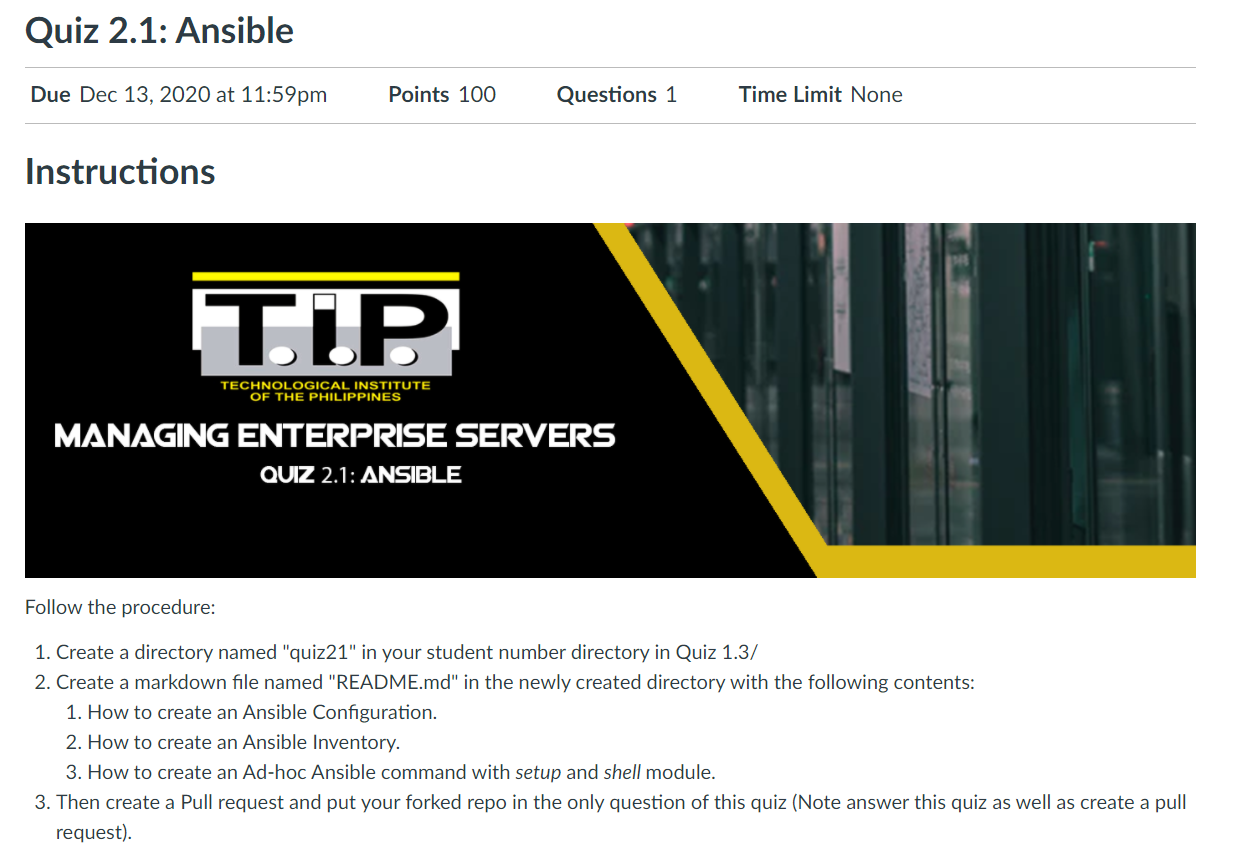 Quiz 2.1: Ansible
Due Dec 13, 2020 at 11:59pm Points 100 Questions 1 Time Limit None
Instructions
T.I.P.
TECHNOLOGICAL INSTITUTE
OF THE PHILIPPINES
MANAGING ENTERPRISE SERVERS
QUIZ 2.1: ANSIBLE
Follow the procedure:
1. Create a directory named "quiz21" in your student number directory in Quiz 1.3/
2. Create a markdown file named "README.md" in the newly created directory with the following contents:
1. How to create an Ansible Configuration.
2. How to create an Ansible Inventory.
3. How to create an Ad-hoc Ansible command with setup and shell module.
3. Then create a Pull request and put your forked repo in the only question of this quiz (Note answer this quiz as well as create a pull
request).